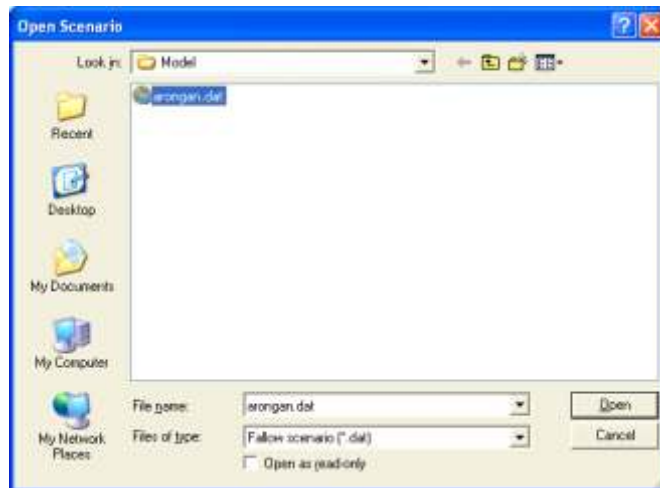 Open Scenario
Look in: Model
arongan.dat
Recent
Desktop
My Documents
My Computer
My Network Places
File name: arongan.dat Open
Files of type: Fallow scenario (*.dat) Cancel
Open as read-only